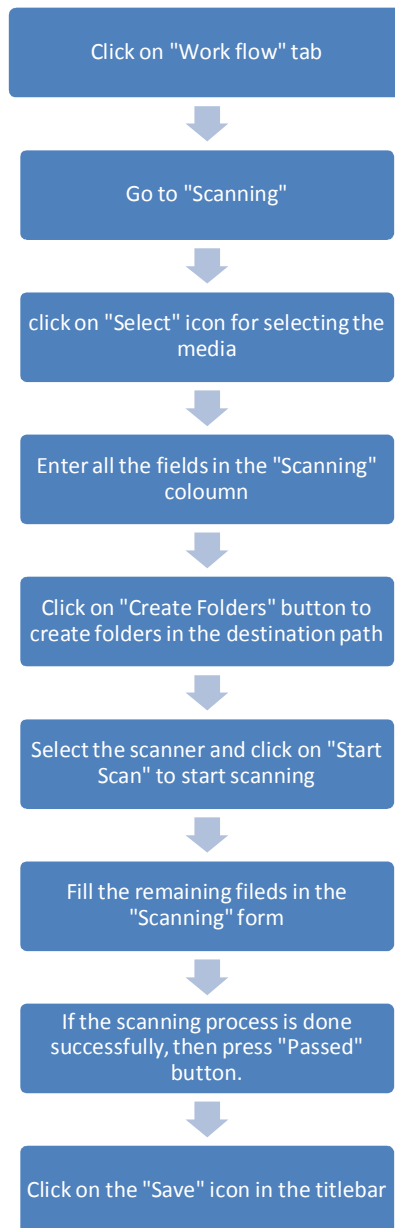 Click on "Work flow" tab
Go to "Scanning"
click on "Select" icon for selecting the
media
Enter all the fields in the "Scanning"
coloumn
Click on "Create Folders" button to
create folders in the destination path
Select the scanner and click on "Start
Scan" to start scanning
Fill the remaining fileds in the
"Scanning" form
If the scanning process is done
successfully, then press "Passed"
button.
Click on the "Save" icon in the titlebar